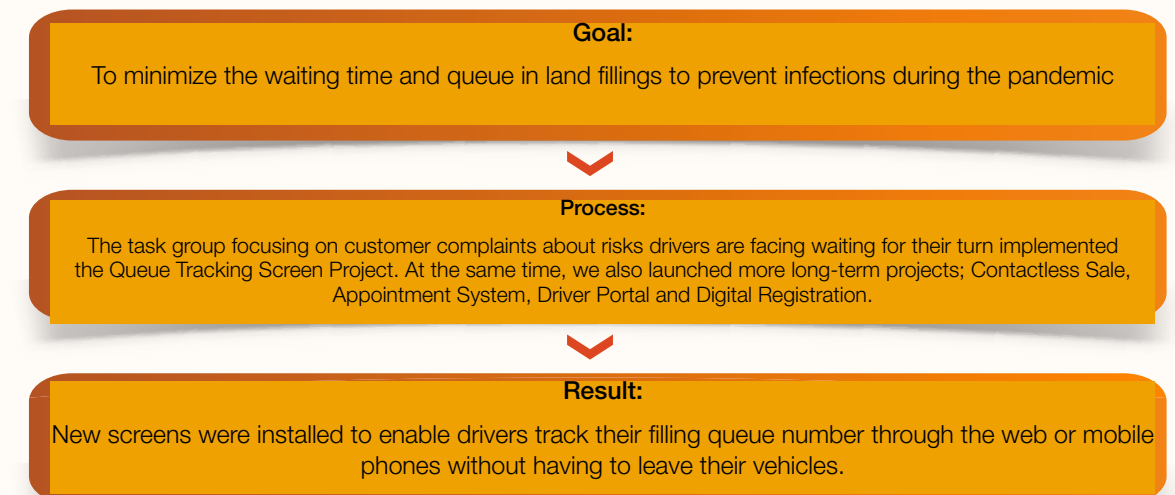 Goal:
To minimize the waiting time and queue in land fillings to prevent infections during the pandemic
Process:
The task group focusing on customer complaints about risks drivers are facing waiting for their turn implemented
the Queue Tracking Screen Project. At the same time, we also launched more long-term projects; Contactless Sale,
Appointment System, Driver Portal and Digital Registration.
Result:
New screens were installed to enable drivers track their filling queue number through the web or mobile
phones without having to leave their vehicles.